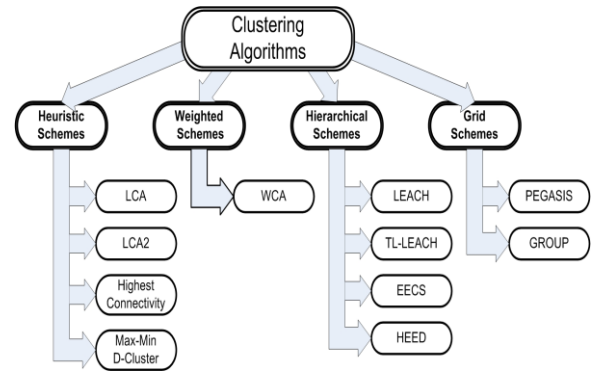 Clustering
Algorithms
Heuristic
Schemes
Weighted
Schemes
Hierarchical
Schemes
Grid
Schemes
LCA
WCA
LEACH
PEGASIS
LCA2
TL-LEACH
GROUP
Highest
Connectivity
EECS
Max-Min
D-Cluster
HEED